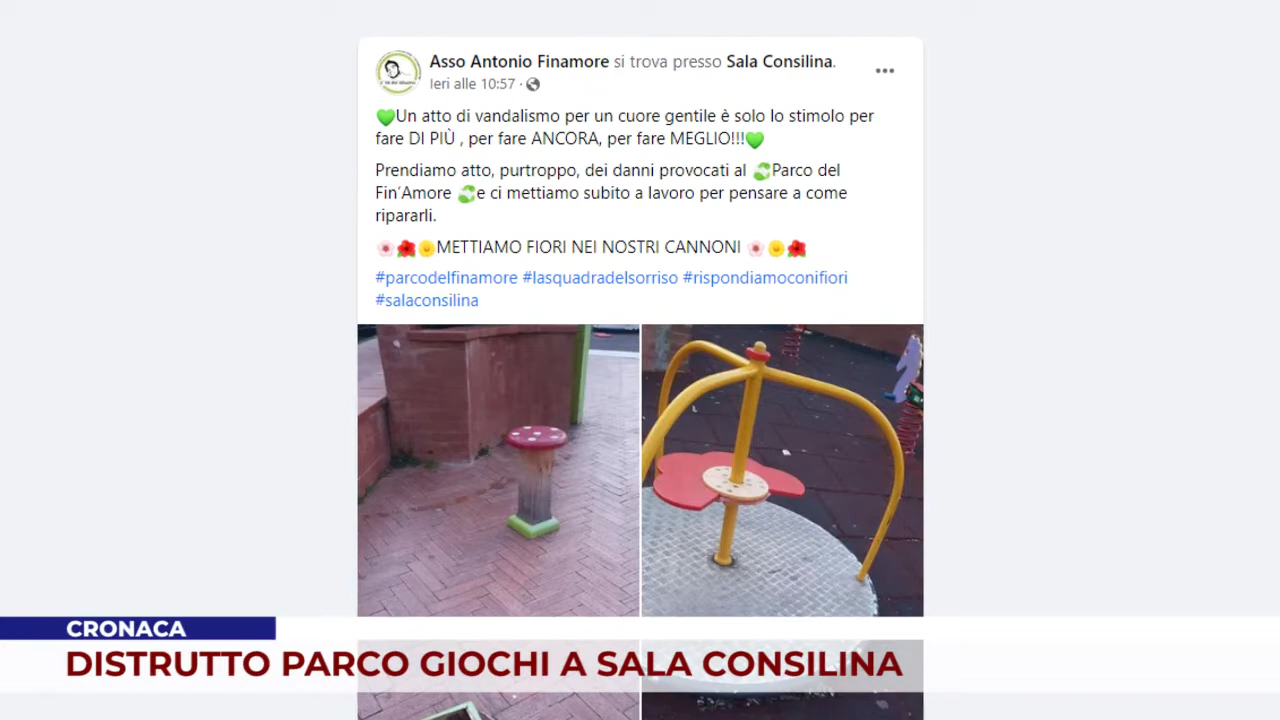 Asso Antonio Finamore si trova presso Sala Consilina.
Ieri alle 10:57 ·
💚Un atto di vandalismo per un cuore gentile è solo lo stimolo per
fare DI PIÙ , per fare ANCORA, per fare MEGLIO!!!💚
Prendiamo atto, purtroppo, dei danni provocati al Parco del
Fin'Amore e ci mettiamo subito a lavoro per pensare a come
ripararli.
🌸🌺🌼METTIAMO FIORI NEI NOSTRI CANNONI 🌸🌼🌺
#parcodelfinamore #lasquadradelsorriso #rispondiamoconifiori
#salaconsilina
CRONACA
DISTRUTTO PARCO GIOCHI A SALA CONSILINA